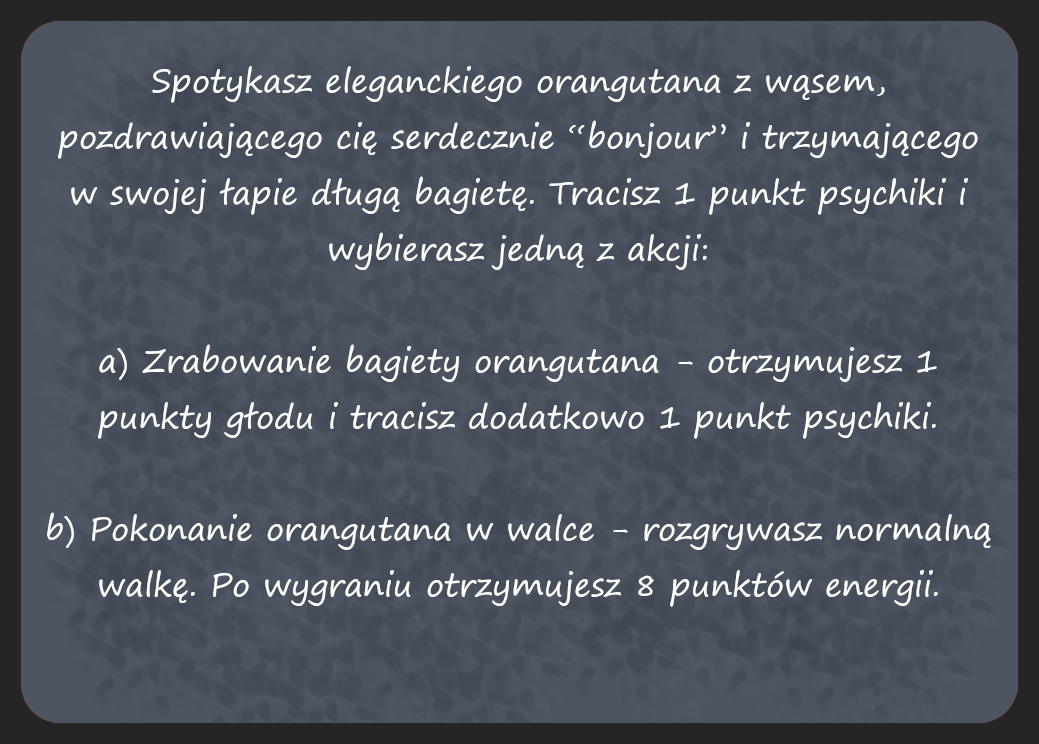 Spotykasz eleganckiego orangutana z wąsem,
pozdrawiającego cię serdecznie “bonjour” i trzymającego
w swojej łapie długą bagietę. Tracisz 1 punkt psychiki i
wybierasz jedną z akcji:
a) Zrabowanie bagiety orangutana - otrzymujesz 1
punkty głodu i tracisz dodatkowo 1 punkt psychiki.
b) Pokonanie orangutana w walce - rozgrywasz normalną
walkę. Po wygraniu otrzymujesz 8 punktów energii.